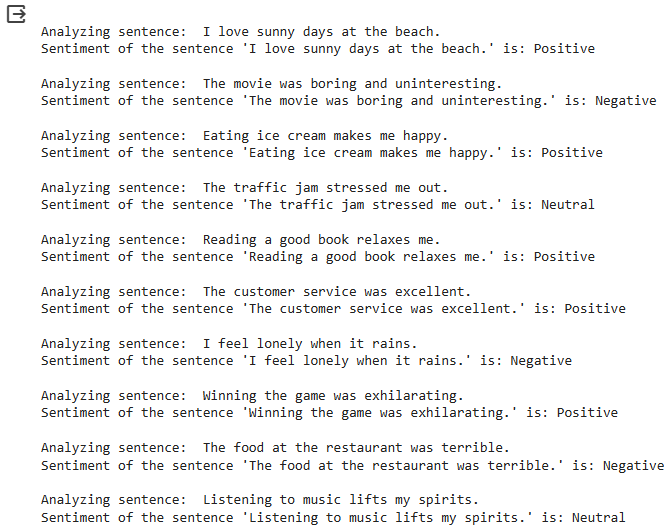 Analyzing sentence:  I love sunny days at the beach.
Sentiment of the sentence 'I love sunny days at the beach.' is: Positive
Analyzing sentence:  The movie was boring and uninteresting.
Sentiment of the sentence 'The movie was boring and uninteresting.' is: Negative
Analyzing sentence:  Eating ice cream makes me happy.
Sentiment of the sentence 'Eating ice cream makes me happy.' is: Positive
Analyzing sentence:  The traffic jam stressed me out.
Sentiment of the sentence 'The traffic jam stressed me out.' is: Neutral
Analyzing sentence:  Reading a good book relaxes me.
Sentiment of the sentence 'Reading a good book relaxes me.' is: Positive
Analyzing sentence:  The customer service was excellent.
Sentiment of the sentence 'The customer service was excellent.' is: Positive
Analyzing sentence:  I feel lonely when it rains.
Sentiment of the sentence 'I feel lonely when it rains.' is: Negative
Analyzing sentence:  Winning the game was exhilarating.
Sentiment of the sentence 'Winning the game was exhilarating.' is: Positive
Analyzing sentence:  The food at the restaurant was terrible.
Sentiment of the sentence 'The food at the restaurant was terrible.' is: Negative
Analyzing sentence:  Listening to music lifts my spirits.
Sentiment of the sentence 'Listening to music lifts my spirits.' is: Neutral